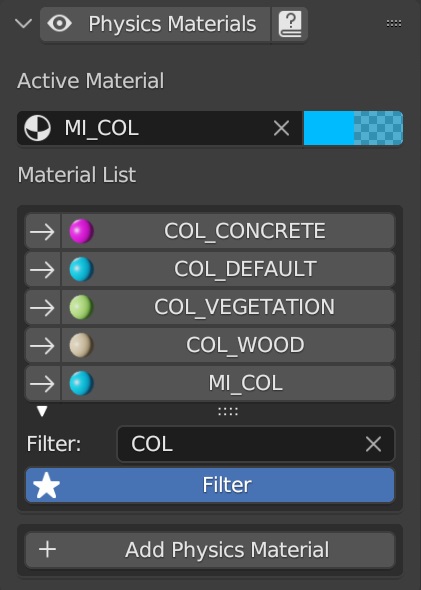 Physics Materials
Active Material
MI_COL
Material List
COL_CONCRETE
COL_DEFAULT
COL_VEGETATION
COL_WOOD
MI_COL
Filter: COL
Filter
Add Physics Material